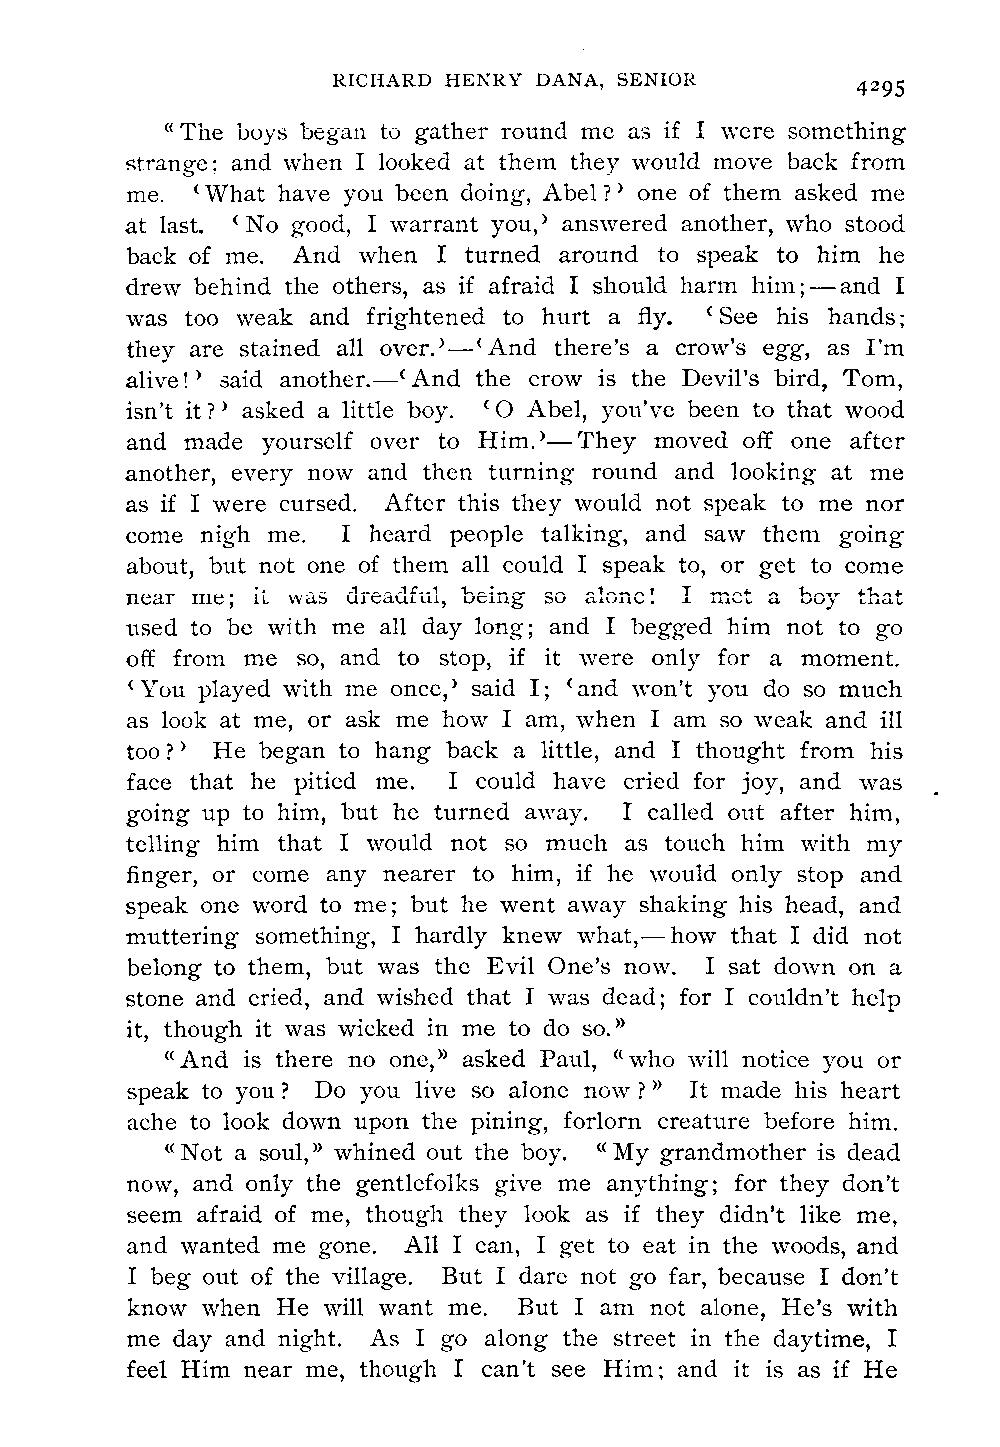 RICHARD HENRY DANA, SENIOR 4295
“The boys began to gather round me as if I were something
strange; and when I looked at them they would move back from
me. ‘What have you been doing, Abel?’ one of them asked me
at last. ‘No good, I warrant you,’ answered another, who stood
back of me. And when I turned around to speak to him he
drew behind the others, as if afraid I should harm him;—and I
was too weak and frightened to hurt a fly. ‘See his hands;
they are stained all over.’—‘And there's a crow's egg, as I'm
alive!’ said another.—‘And the crow is the Devil's bird, Tom,
isn't it?’ asked a little boy. ‘O Abel, you've been to that wood
and made yourself over to Him.’—They moved off one after
another, every now and then turning round and looking at me
as if I were cursed. After this they would not speak to me nor
come nigh me. I heard people talking, and saw them going
about, but not one of them all could I speak to, or get to come
near me; it was dreadful, being so alone! I met a boy that
used to be with me all day long; and I begged him not to go
off from me so, and to stop, if it were only for a moment.
‘You played with me once,’ said I; ‘and won't you do so much
as look at me, or ask me how I am, when I am so weak and ill
too?’ He began to hang back a little, and I thought from his
face that he pitied me. I could have cried for joy, and was
going up to him, but he turned away. I called out after him,
telling him that I would not so much as touch him with my
finger, or come any nearer to him, if he would only stop and
speak one word to me; but he went away shaking his head, and
muttering something, I hardly knew what,—how that I did not
belong to them, but was the Evil One's now. I sat down on a
stone and cried, and wished that I was dead; for I couldn't help
it, though it was wicked in me to do so.”
“And is there no one,” asked Paul, “who will notice you or
speak to you? Do you live so alone now?” It made his heart
ache to look down upon the pining, forlorn creature before him.
“Not a soul,” whined out the boy. “My grandmother is dead
now, and only the gentlefolks give me anything; for they don't
seem afraid of me, though they look as if they didn't like me,
and wanted me gone. All I can, I get to eat in the woods, and
I beg out of the village. But I dare not go far, because I don't
know when He will want me. But I am not alone, He's with
me day and night. As I go along the street in the daytime, I
feel Him near me, though I can't see Him; and it is as if He